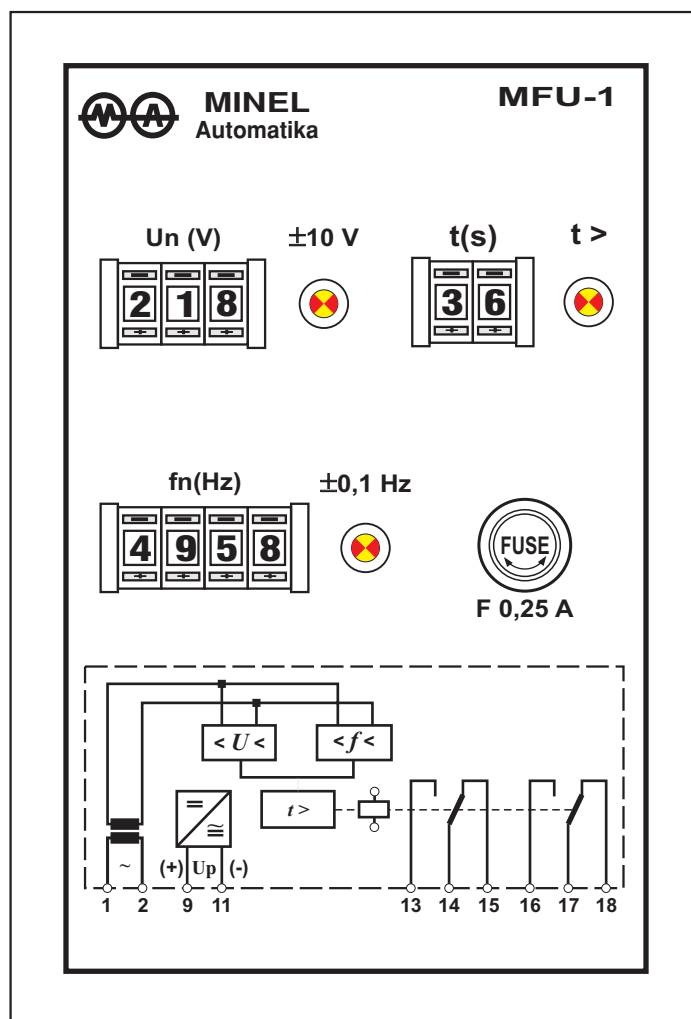 MA MINEL MFU-1
Automatika
Un (V) ±10 V t(s) t >
2 1 8 3 6
fn(Hz) ±0,1 Hz
4 9 5 8 FUSE
F 0,25 A
< U < < f <
= ≅ t >
~ (+) Up (-)
1 2 9 11 13 14 15 16 17 18